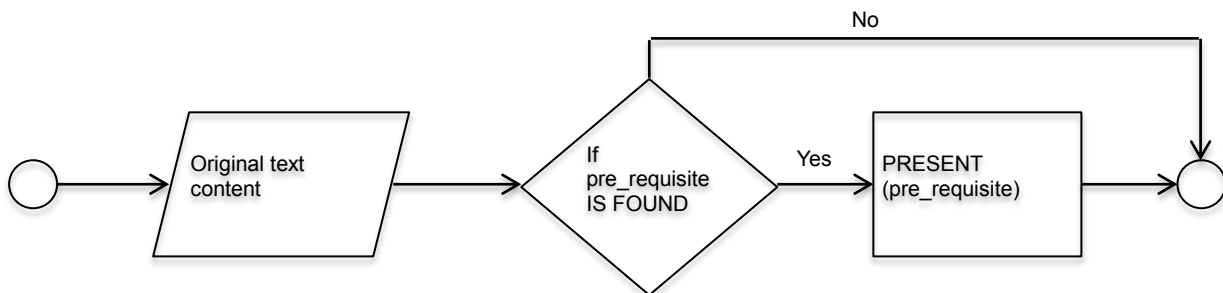 No
Original text
content
If
pre_requisite
IS FOUND
Yes
PRESENT
(pre_requisite)